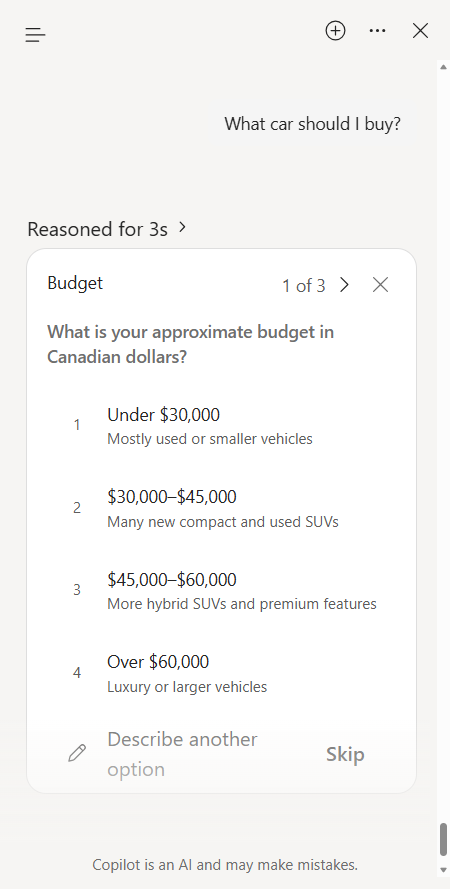 What car should I buy?
Reasoned for 3s
Budget
1 of 3
What is your approximate budget in
Canadian dollars?
1
Under $30,000
Mostly used or smaller vehicles
2
$30,000–$45,000
Many new compact and used SUVs
3
$45,000–$60,000
More hybrid SUVs and premium features
4
Over $60,000
Luxury or larger vehicles
Describe another
option
Skip
Copilot is an AI and may make mistakes.